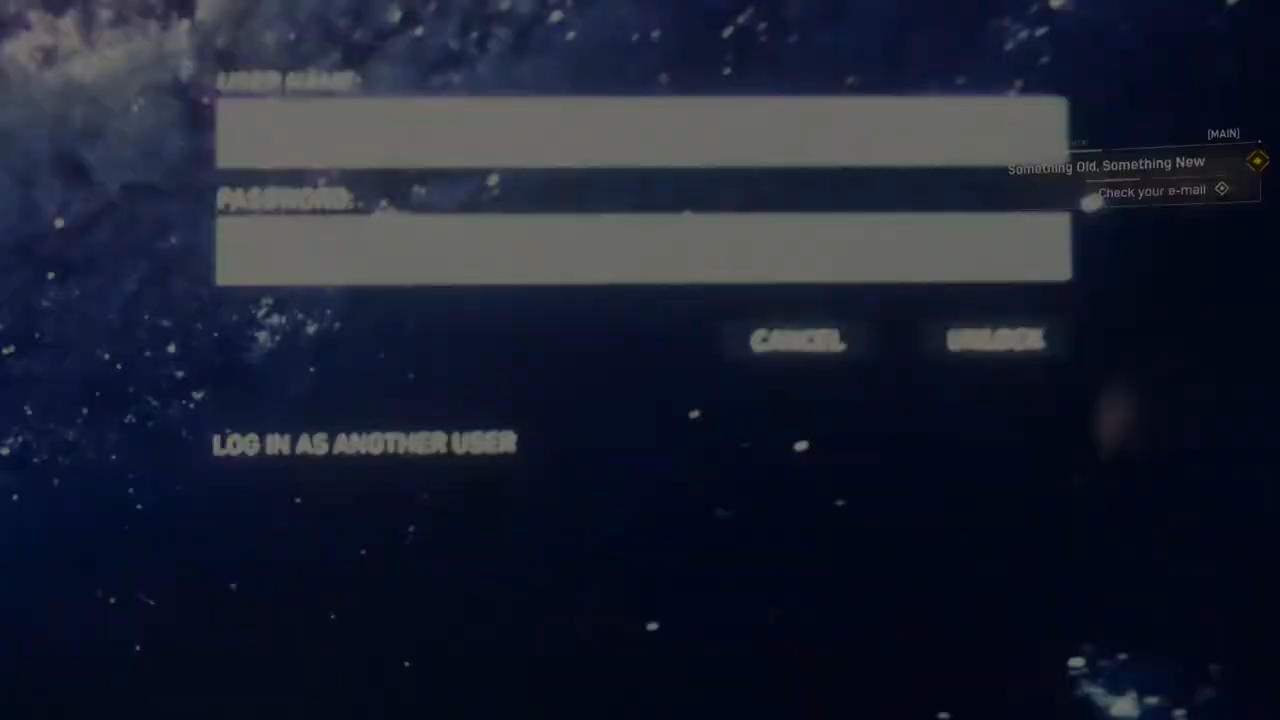 USER NAME:
[MAIN]
Something Old, Something New
PASSWORD:
Check your e-mail
CANCEL
UNLOCK
LOG IN AS ANOTHER USER